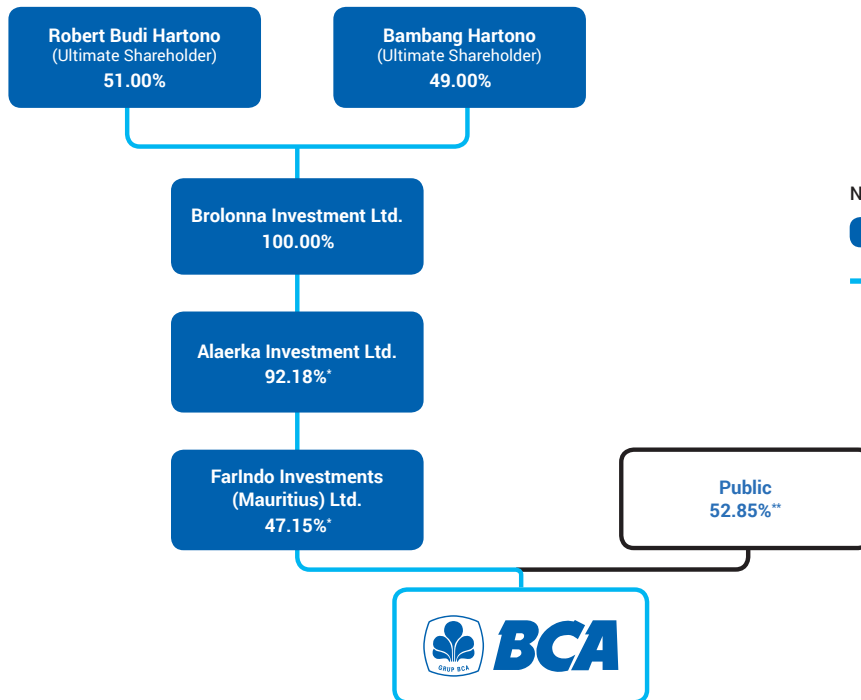 Robert Budi Hartono
(Ultimate Shareholder)
51.00%
Bambang Hartono
(Ultimate Shareholder)
49.00%
Brolonna Investment Ltd.
100.00%
N
Alaerka Investment Ltd.
92.18%*
FarIndo Investments
(Mauritius) Ltd.
47.15%*
Public
52.85%**
GRUP BCA
BCA